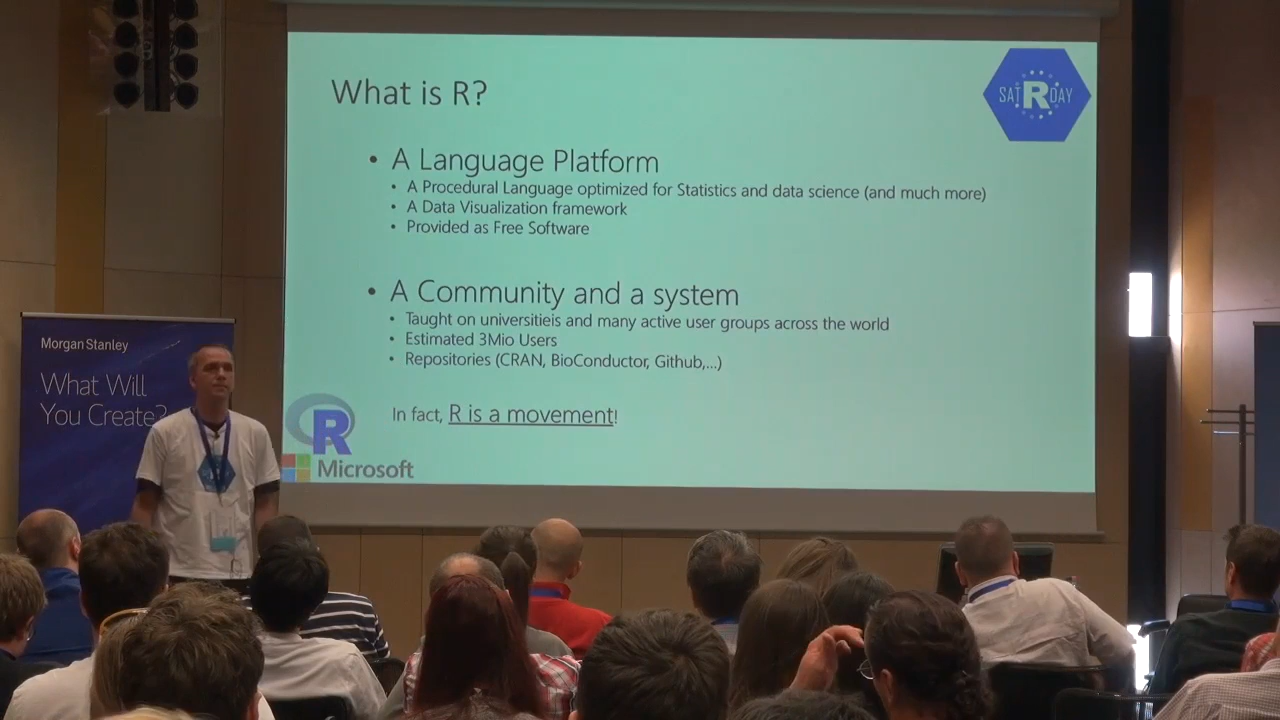 What is R?
SAT R DAY
• A Language Platform
• A Procedural Language optimized for Statistics and data science (and much more)
• A Data Visualization framework
• Provided as Free Software
• A Community and a system
• Taught on universitieis and many active user groups across the world
• Estimated 3Mio Users
• Repositories (CRAN, BioConductor, Github,...)
In fact, R is a movement!
R
Microsoft
Morgan Stanley
What Will
You Create?